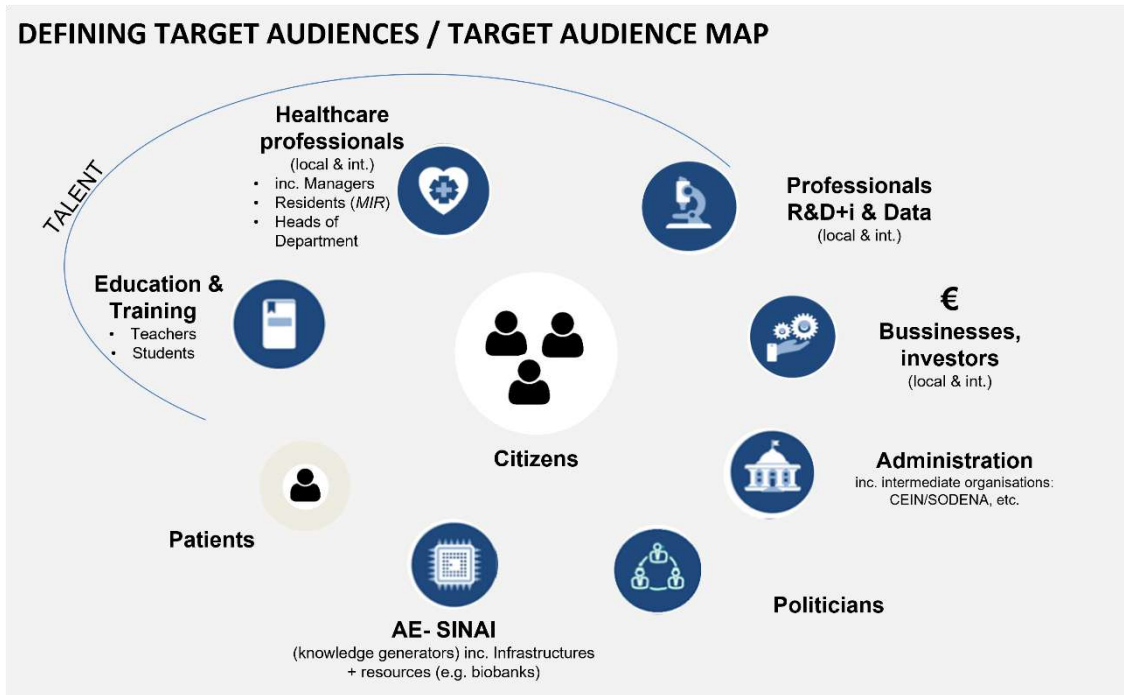 DEFINING TARGET AUDIENCES / TARGET AUDIENCE MAP
TALENT
Healthcare
professionals
(local & int.)
• inc. Managers
• Residents (MIR)
• Heads of
Department
Professionals
R&D+i & Data
(local & int.)
Education &
Training
• Teachers
• Students
€
Bussinesses,
investors
(local & int.)
Citizens
Administration
inc. intermediate organisations:
CEIN/SODENA, etc.
Patients
Politicians
AE- SINAI
(knowledge generators) inc. Infrastructures
+ resources (e.g. biobanks)